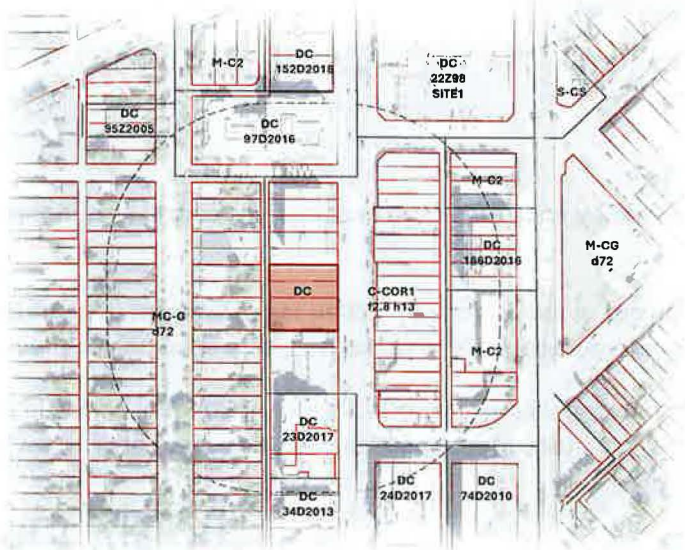 M-C2
DC
152D2018
DC
22Z98
SITE1
S-CS
DC
95Z2005
DC
97D2016
M-C2
DC
186D2016
M-CG
d72
DC
C-COR1
f2.8 h13
MC-G
d72
M-C2
DC
23D2017
DC
34D2013
DC
24D2017
DC
74D2010